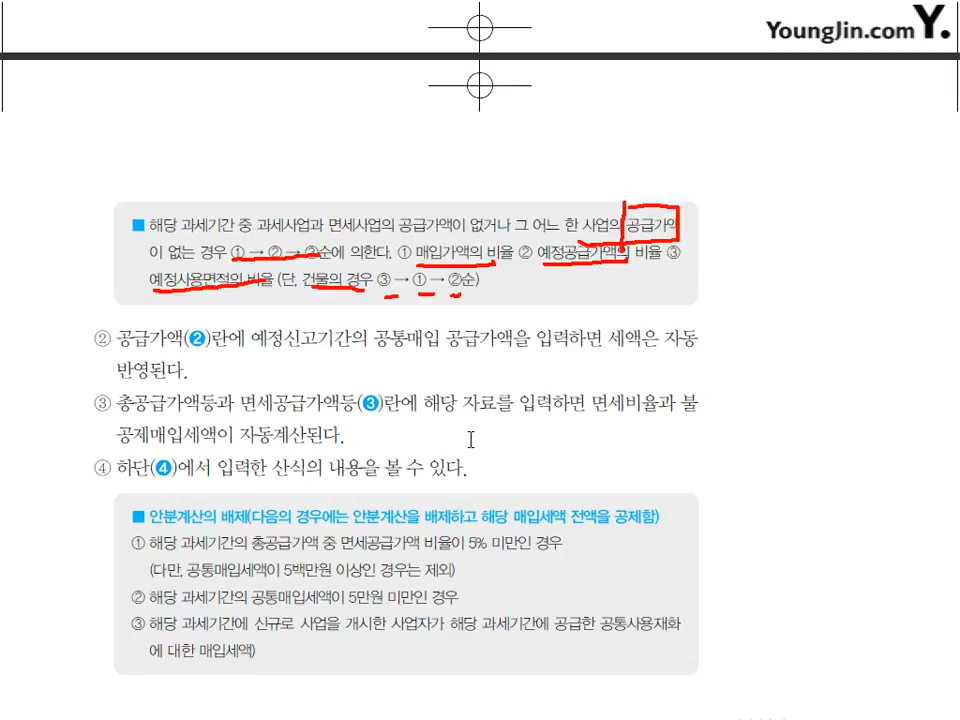 YoungJin.com Y.
■ 해당 과세기간 중 과세사업과 면세사업의 공급가액이 없거나 그 어느 한 사업의 공급가액
이 없는 경우 ① → ② → ③순에 의한다. ① 매입가액의 비율 ② 예정공급가액의 비율 ③
예정사용면적의 비율 (단, 건물의 경우 ③ → ① → ②순)
② 공급가액(❷)란에 예정신고기간의 공통매입 공급가액을 입력하면 세액은 자동
반영된다.
③ 총공급가액등과 면세공급가액등(❸)란에 해당 자료를 입력하면 면세비율과 불
공제매입세액이 자동계산된다.
④ 하단(❹)에서 입력한 산식의 내용을 볼 수 있다.
■ 안분계산의 배제(다음의 경우에는 안분계산을 배제하고 해당 매입세액 전액을 공제함)
① 해당 과세기간의 총공급가액 중 면세공급가액 비율이 5% 미만인 경우
(다만, 공통매입세액이 5백만원 이상인 경우는 제외)
② 해당 과세기간의 공통매입세액이 5만원 미만인 경우
③ 해당 과세기간에 신규로 사업을 개시한 사업자가 해당 과세기간에 공급한 공통사용재화
에 대한 매입세액)